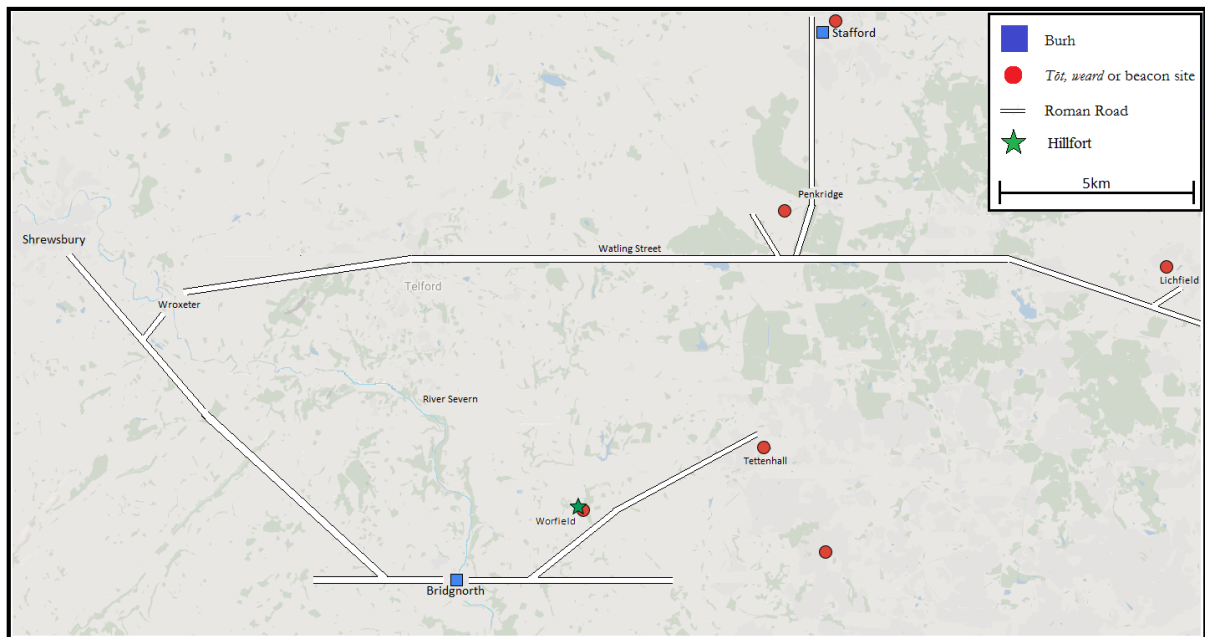 Stafford
Burh
Tōt, weard or beacon site
Roman Road
Hillfort
5km
Penkridge
Shrewsbury
Watling Street
Lichfield
Telford
Wroxeter
River Severn
Tettenhall
Worfield
Bridgnorth